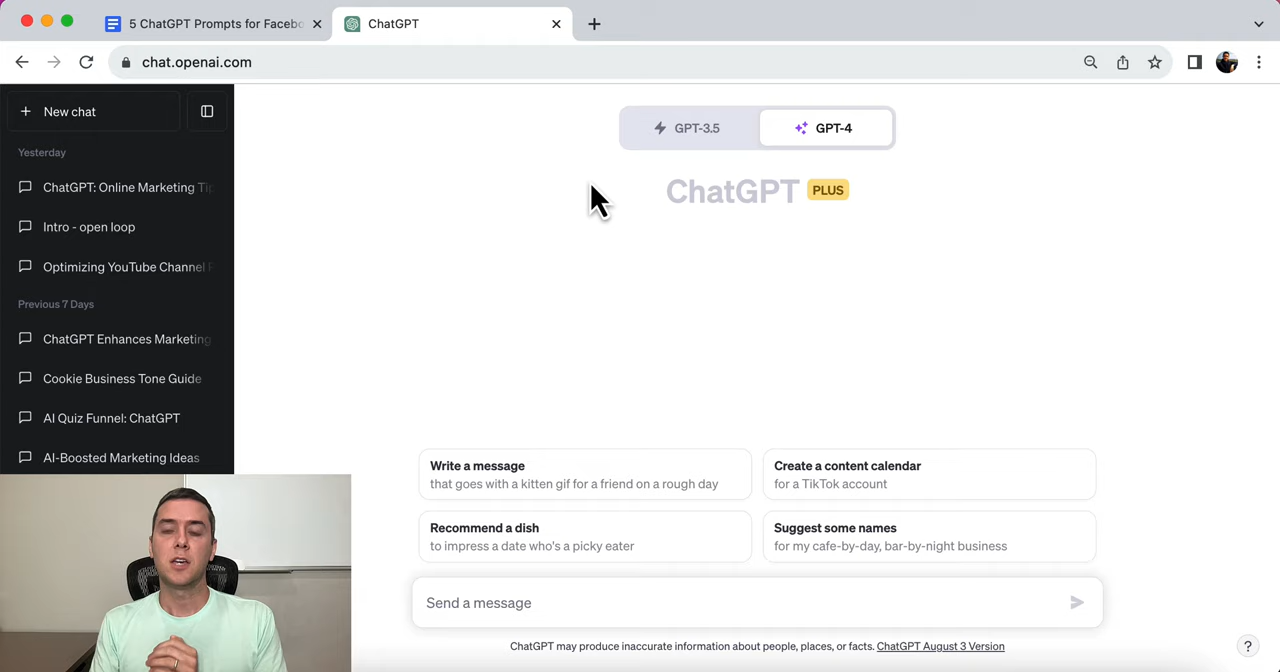 5 ChatGPT Prompts for Facebo
ChatGPT
chat.openai.com
New chat
Yesterday
ChatGPT: Online Marketing Ti
Intro - open loop
Optimizing YouTube Channel
Previous 7 Days
ChatGPT Enhances Marketing
Cookie Business Tone Guide
AI Quiz Funnel: ChatGPT
AI-Boosted Marketing Ideas
GPT-3.5
GPT-4
ChatGPT PLUS
Write a message
that goes with a kitten gif for a friend on a rough day
Create a content calendar
for a TikTok account
Recommend a dish
to impress a date who's a picky eater
Suggest some names
for my cafe-by-day, bar-by-night business
Send a message
ChatGPT may produce inaccurate information about people, places, or facts. ChatGPT August 3 Version
?